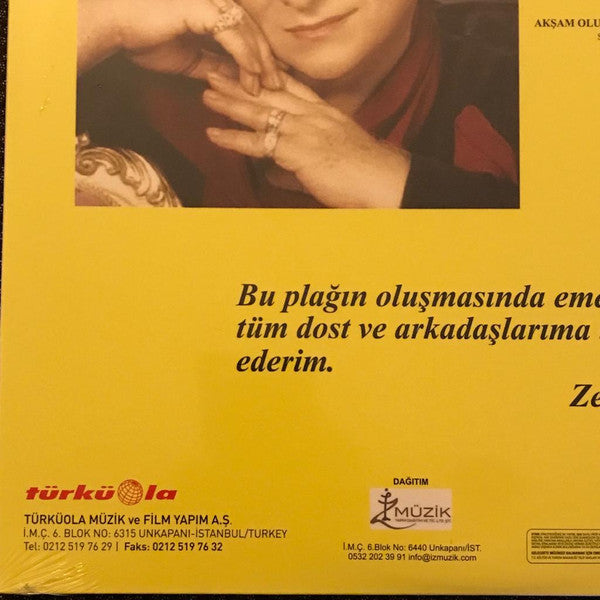 AKŞAM OLU
S
Bu plağın oluşmasında eme
tüm dost ve arkadaşlarıma
ederim.
Ze
türküola
TÜRKÜOLA MÜZİK ve FİLM YAPIM A.Ş.
İ.M.Ç. 6. BLOK NO: 6315 UNKAPANI-İSTANBUL/TURKEY
Tel: 0212 519 76 29 | Faks: 0212 519 76 32
DAĞITIM
İZ MÜZİK
İ.M.Ç. 6.Blok No: 6440 Unkapanı/İST.
0532 202 39 91 info@izmuzik.com